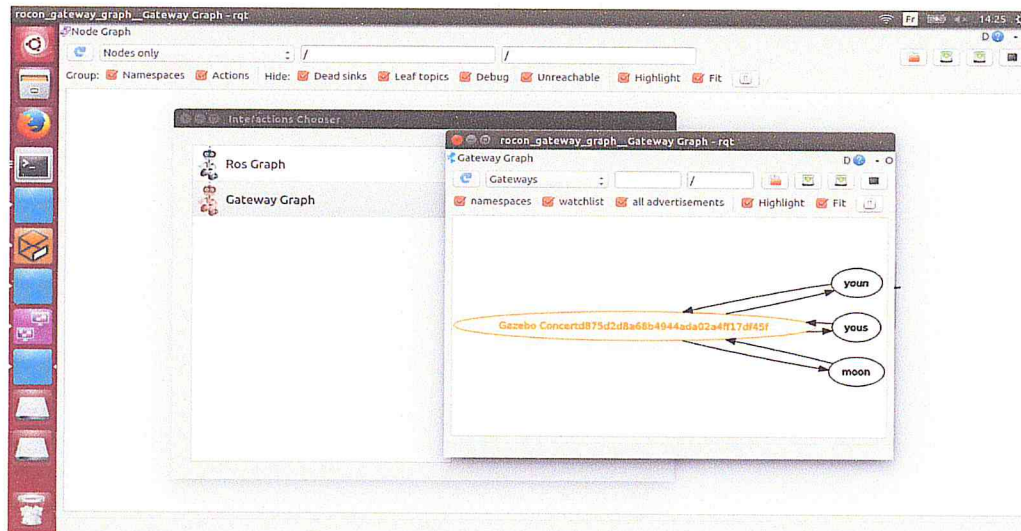 rocon_gateway_graph__Gateway Graph - rqt
Fr 14.25
Node Graph
D -
Nodes only / /
Group: Namespaces Actions Hide: Dead sinks Leaf topics Debug Unreachable Highlight Fit
Interactions Chooser
Ros Graph
Gateway Graph
rocon_gateway_graph__Gateway Graph - rqt
Gateway Graph
D - O
Gateways /
namespaces watchlist all advertisements Highlight Fit
youn
Gazebo Concertd875d2d8a68b4944ada02a4ff17df45f
yous
moon